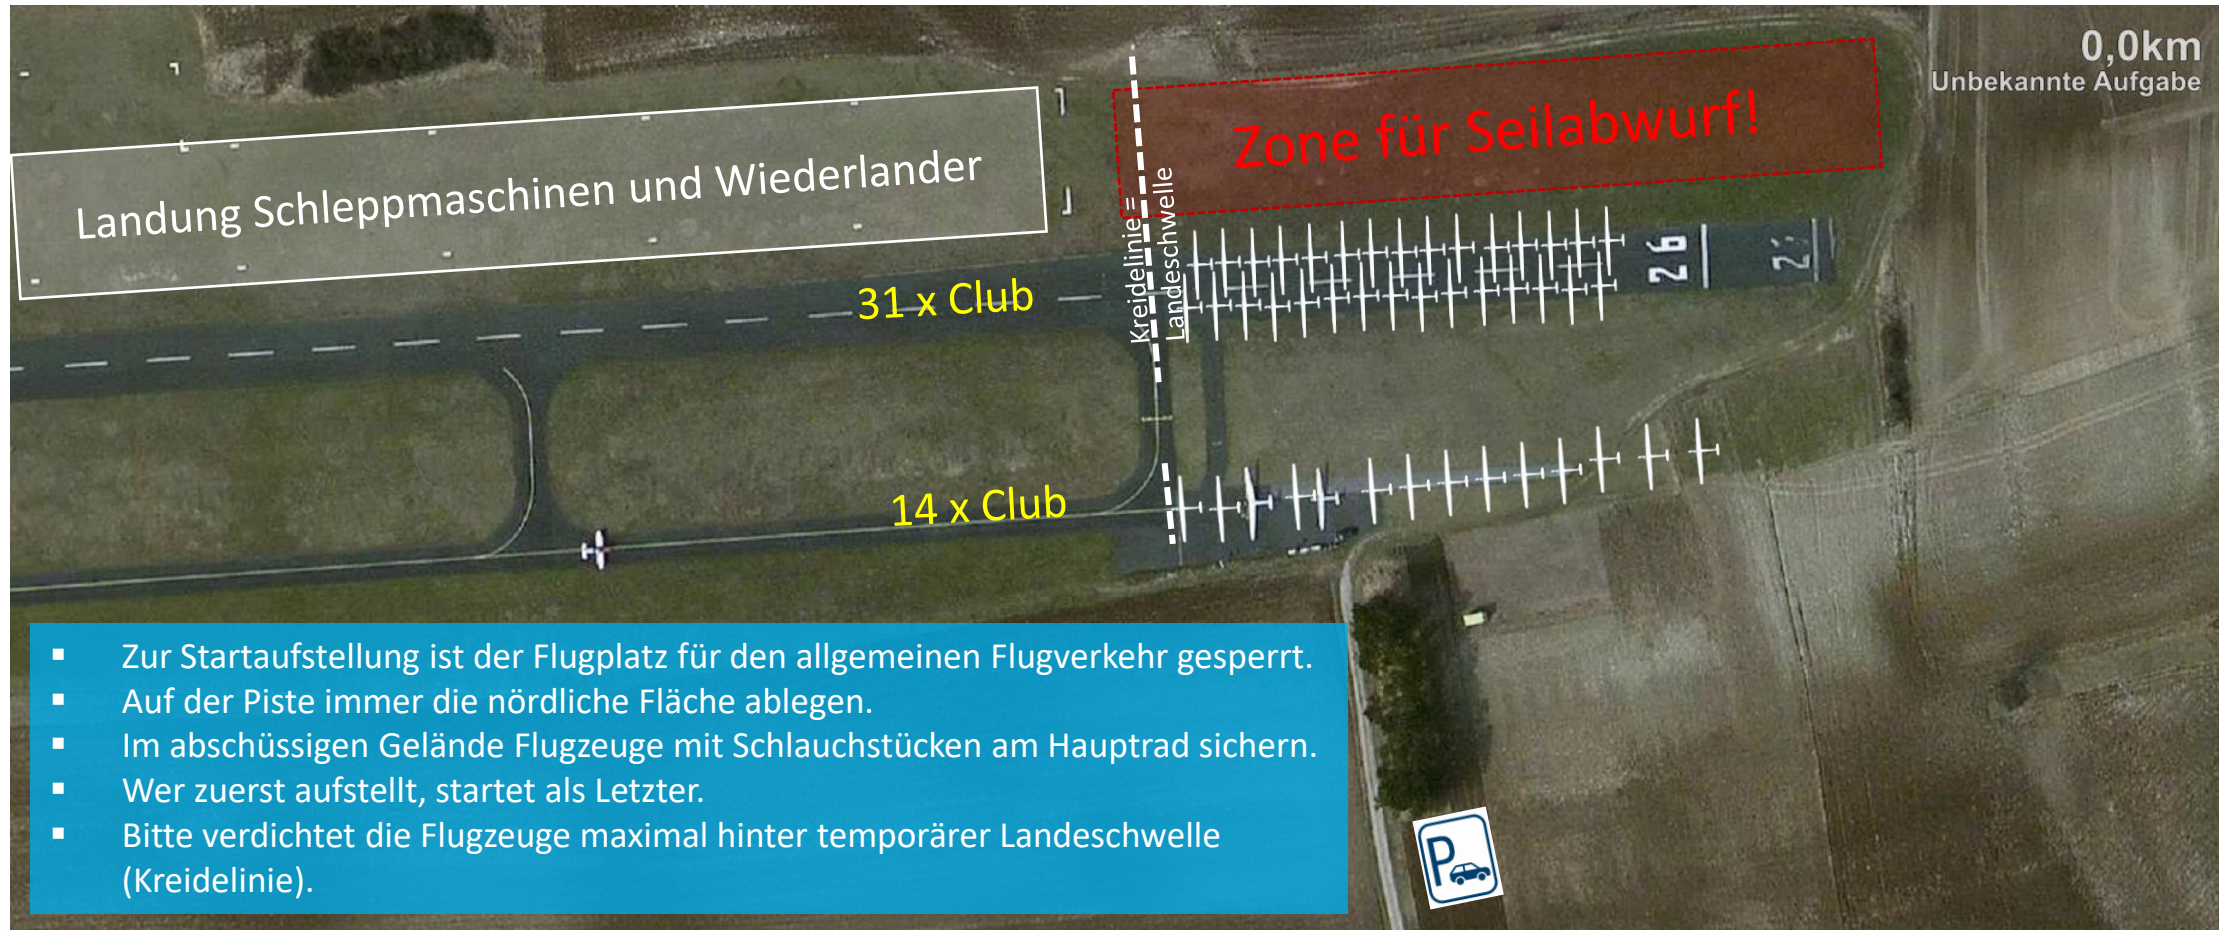 0,0km
Unbekannte Aufgabe
Zone für Seilabwurf!
Landung Schleppmaschinen und Wiederlander
Kreidelinie =
Landeschwelle
26
31 x Club
14 x Club
▪ Zur Startaufstellung ist der Flugplatz für den allgemeinen Flugverkehr gesperrt.
▪ Auf der Piste immer die nördliche Fläche ablegen.
▪ Im abschüssigen Gelände Flugzeuge mit Schlauchstücken am Hauptrad sichern.
▪ Wer zuerst aufstellt, startet als Letzter.
▪ Bitte verdichtet die Flugzeuge maximal hinter temporärer Landeschwelle
(Kreidelinie).
P